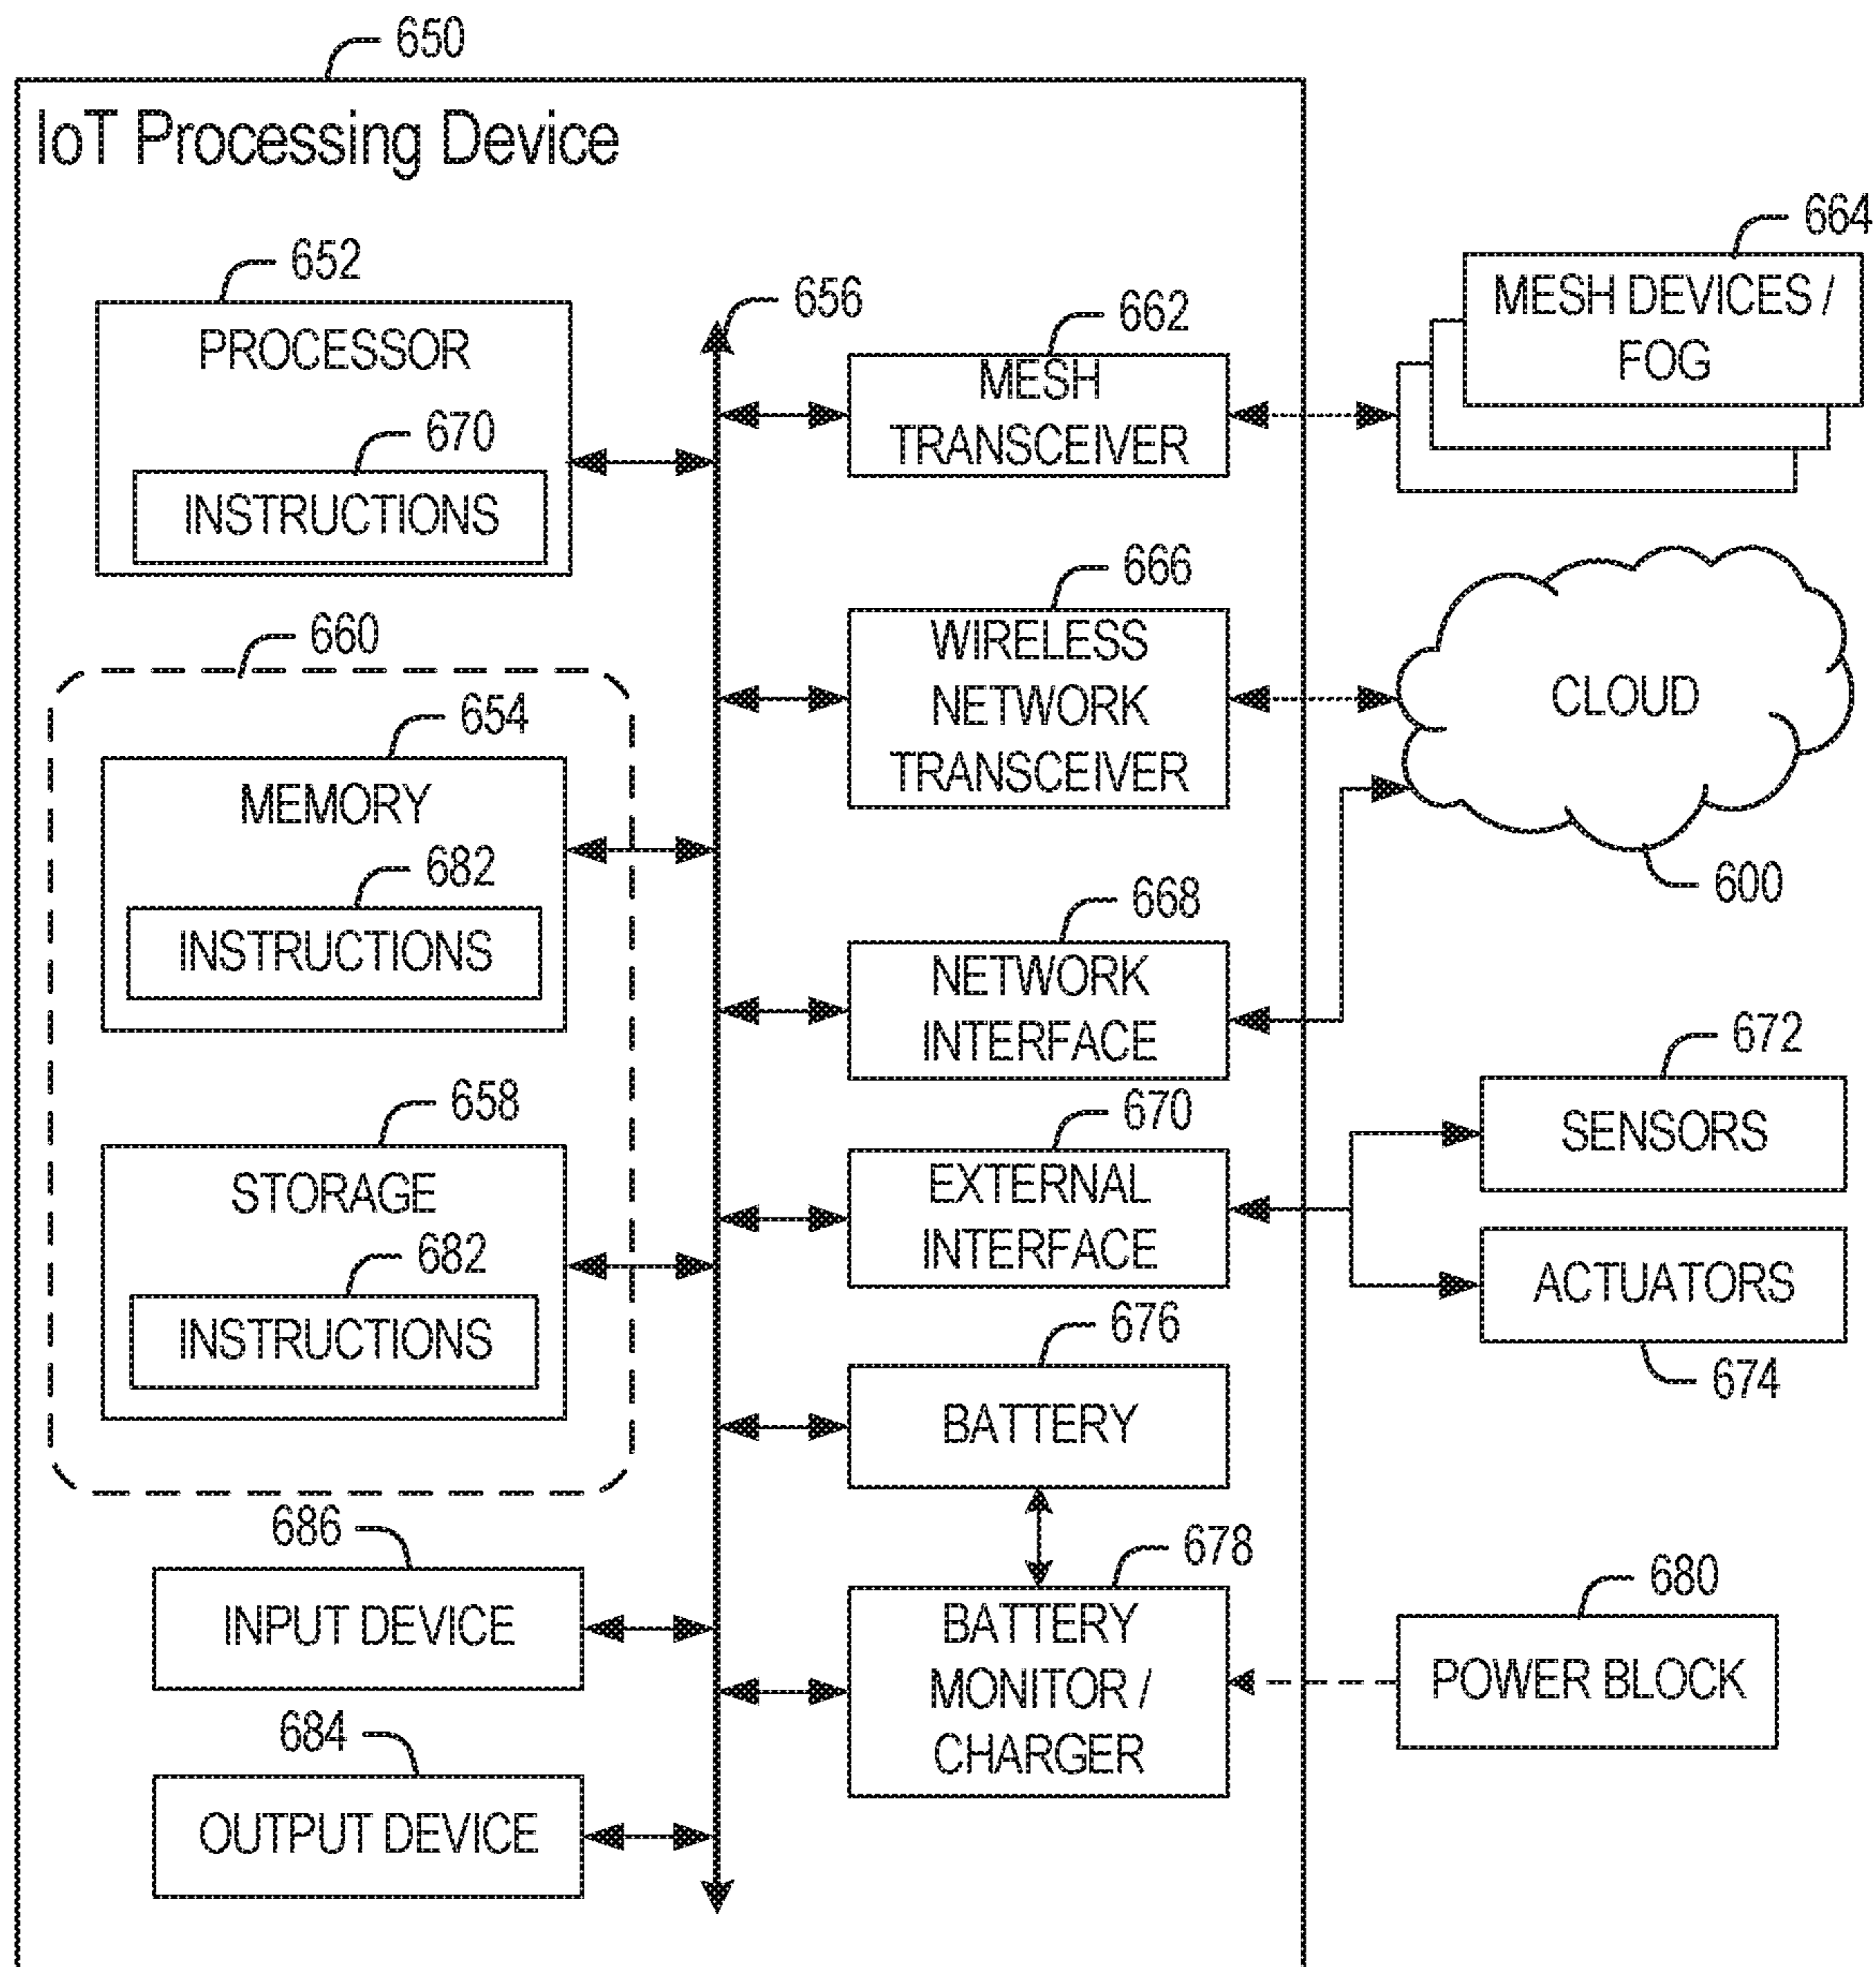 650
IoT Processing Device
652
PROCESSOR
670
INSTRUCTIONS
660
654
MEMORY
682
INSTRUCTIONS
658
STORAGE
682
INSTRUCTIONS
686
INPUT DEVICE
684
OUTPUT DEVICE
656
662
MESH
TRANSCEIVER
666
WIRELESS
NETWORK
TRANSCEIVER
668
NETWORK
INTERFACE
670
EXTERNAL
INTERFACE
676
BATTERY
678
BATTERY
MONITOR /
CHARGER
664
MESH DEVICES /
FOG
CLOUD
600
672
SENSORS
ACTUATORS
674
680
POWER BLOCK